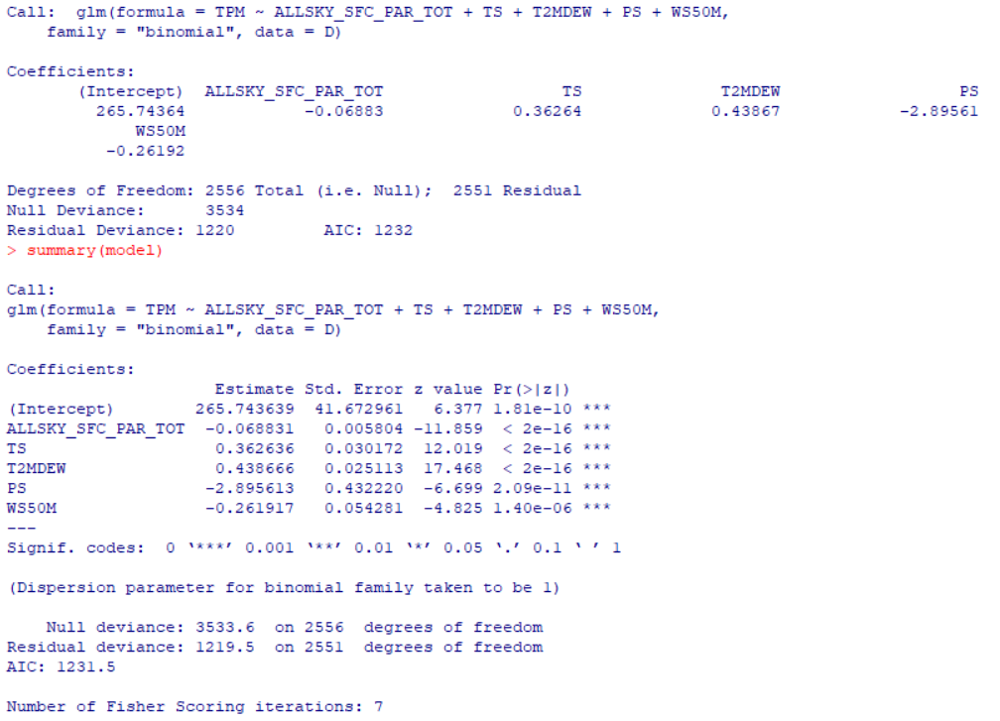 Call:  glm(formula = TPM ~ ALLSKY_SFC_PAR_TOT + TS + T2MDEW + PS + WS50M,
    family = "binomial", data = D)

Coefficients:
       (Intercept)  ALLSKY_SFC_PAR_TOT                  TS              T2MDEW                  PS
         265.74364            -0.06883             0.36264             0.43867            -2.89561
             WS50M
          -0.26192

Degrees of Freedom: 2556 Total (i.e. Null);  2551 Residual
Null Deviance:      3534
Residual Deviance: 1220         AIC: 1232
> summary(model)

Call:
glm(formula = TPM ~ ALLSKY_SFC_PAR_TOT + TS + T2MDEW + PS + WS50M,
    family = "binomial", data = D)

Coefficients:
                     Estimate Std. Error z value Pr(>|z|)
(Intercept)        265.743639  41.672961   6.377 1.81e-10 ***
ALLSKY_SFC_PAR_TOT  -0.068831   0.005804 -11.859  < 2e-16 ***
TS                   0.362636   0.030172  12.019  < 2e-16 ***
T2MDEW               0.438666   0.025113  17.468  < 2e-16 ***
PS                  -2.895613   0.432220  -6.699 2.09e-11 ***
WS50M               -0.261917   0.054281  -4.825 1.40e-06 ***
---
Signif. codes:  0 ‘***’ 0.001 ‘**’ 0.01 ‘*’ 0.05 ‘.’ 0.1 ‘ ’ 1

(Dispersion parameter for binomial family taken to be 1)

    Null deviance: 3533.6  on 2556  degrees of freedom
Residual deviance: 1219.5  on 2551  degrees of freedom
AIC: 1231.5

Number of Fisher Scoring iterations: 7